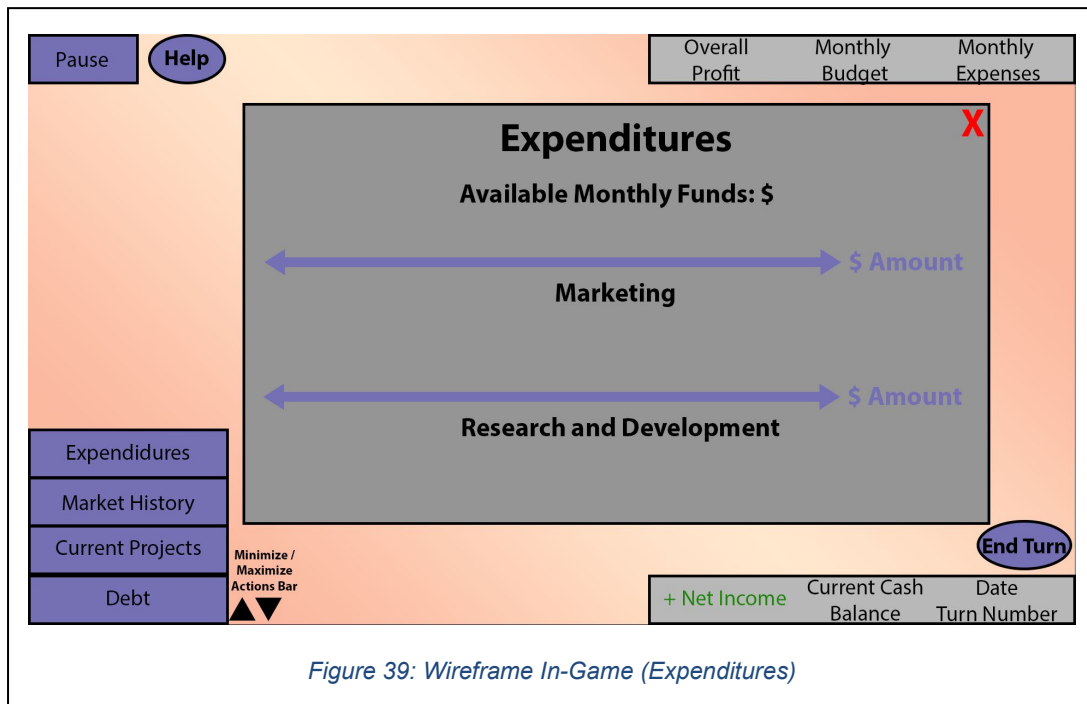 Pause
Help
Overall
Profit
Monthly
Budget
Monthly
Expenses
X
Expenditures
Available Monthly Funds: $
$ Amount
Marketing
$ Amount
Research and Development
Expendidures
Market History
Current Projects
Debt
Minimize /
Maximize
Actions Bar
End Turn
+ Net Income
Current Cash
Balance
Date
Turn Number
Figure 39: Wireframe In-Game (Expenditures)